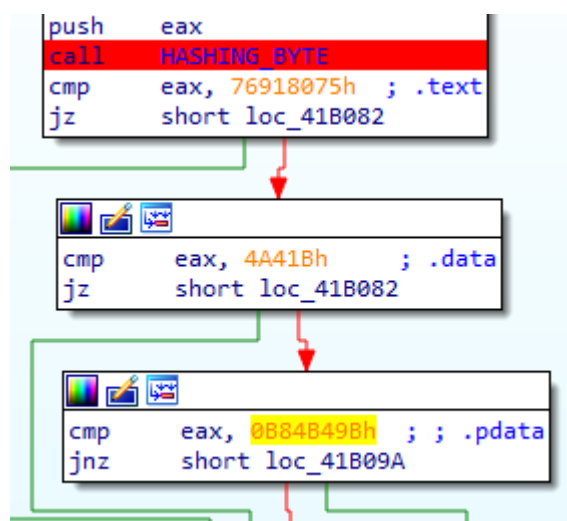 push eax
call HASHING_BYTE
cmp eax, 76918075h ; .text
jz short loc_41B082
cmp eax, 4A41Bh ; .data
jz short loc_41B082
cmp eax, 0B84B49Bh ; ; .pdata
jnz short loc_41B09A